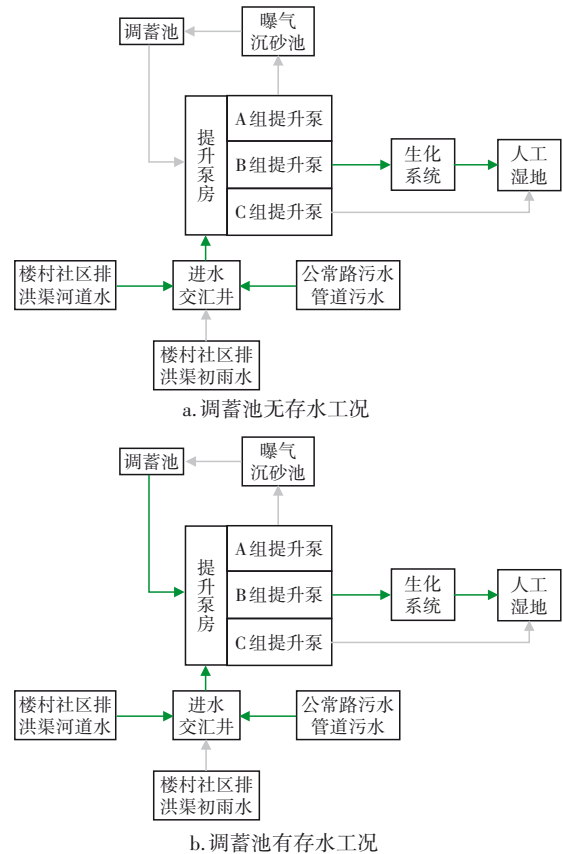 调蓄池
曝气
沉砂池
提升泵房
A组提升泵
B组提升泵
C组提升泵
生化
系统
人工
湿地
楼村社区排
洪渠河道水
进水
交汇井
公常路污水
管道污水
楼村社区排
洪渠初雨水
a.调蓄池无存水工况
调蓄池
曝气
沉砂池
提升泵房
A组提升泵
B组提升泵
C组提升泵
生化
系统
人工
湿地
楼村社区排
洪渠河道水
进水
交汇井
公常路污水
管道污水
楼村社区排
洪渠初雨水
b.调蓄池有存水工况